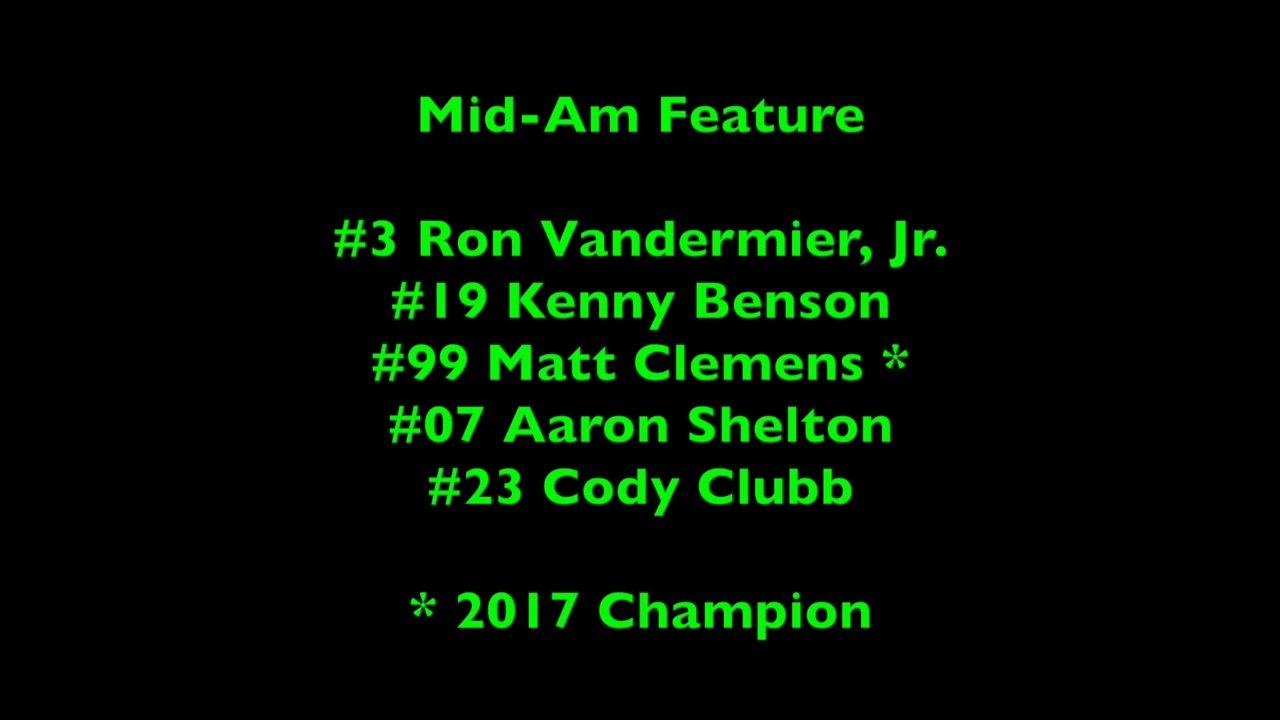 Mid-Am Feature
#3 Ron Vandermier, Jr.
#19 Kenny Benson
#99 Matt Clemens *
#07 Aaron Shelton
#23 Cody Clubb
* 2017 Champion